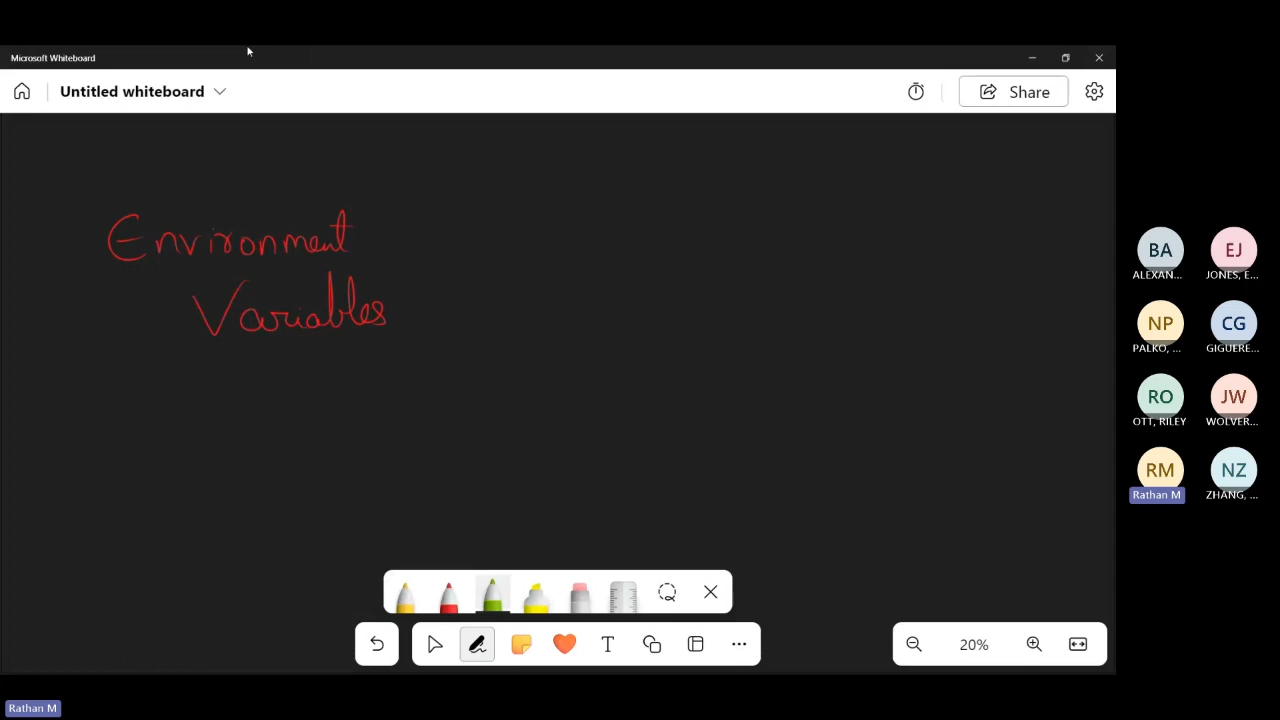 Microsoft Whiteboard
Untitled whiteboard
Share
Environment
Variables
BA
EJ
ALEXAN...
JONES, E...
NP
CG
PALKO, ...
GIGUERE...
RO
JW
OTT, RILEY
WOLVER...
RM
NZ
Rathan M
ZHANG, ...
T
20%
Rathan M